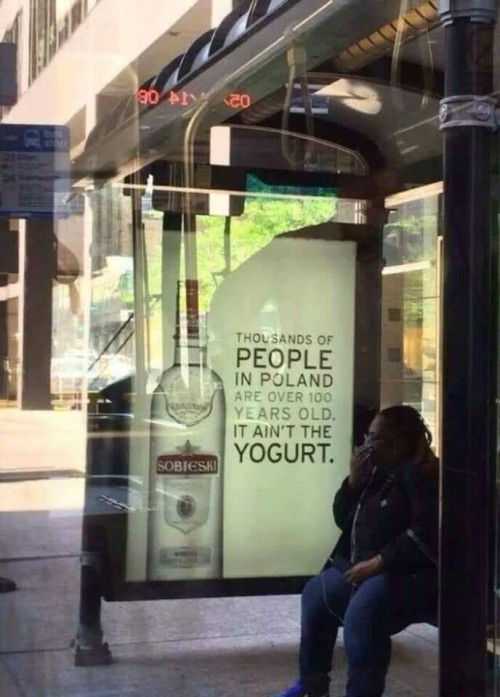 THOUSANDS OF
PEOPLE
IN POLAND
ARE OVER 100
YEARS OLD.
IT AIN'T THE
YOGURT.
SOBIESKI